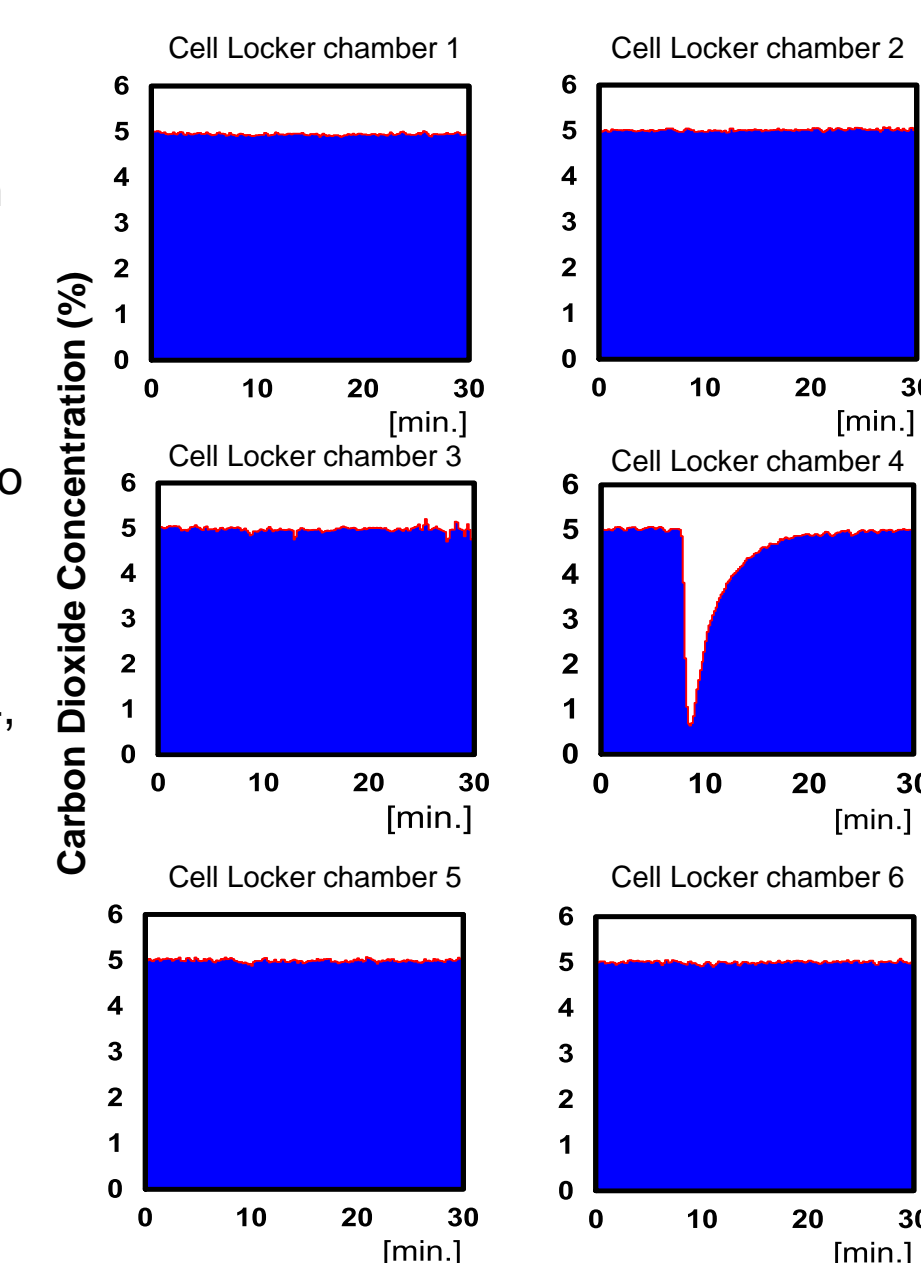 Cell Locker chamber 1
6
5
4
3
2
1
0
0 10 20 30
[min.]
Cell Locker chamber 2
6
5
4
3
2
1
0
0 10 20
[min.]
Carbon Dioxide Concentration (%)
Cell Locker chamber 3
6
5
4
3
2
1
0
0 10 20 30
[min.]
Cell Locker chamber 4
6
5
4
3
2
1
0
0 10 20
[min.]
Cell Locker chamber 5
6
5
4
3
2
1
0
0 10 20 30
[min.]
Cell Locker chamber 6
6
5
4
3
2
1
0
0 10 20
[min.]